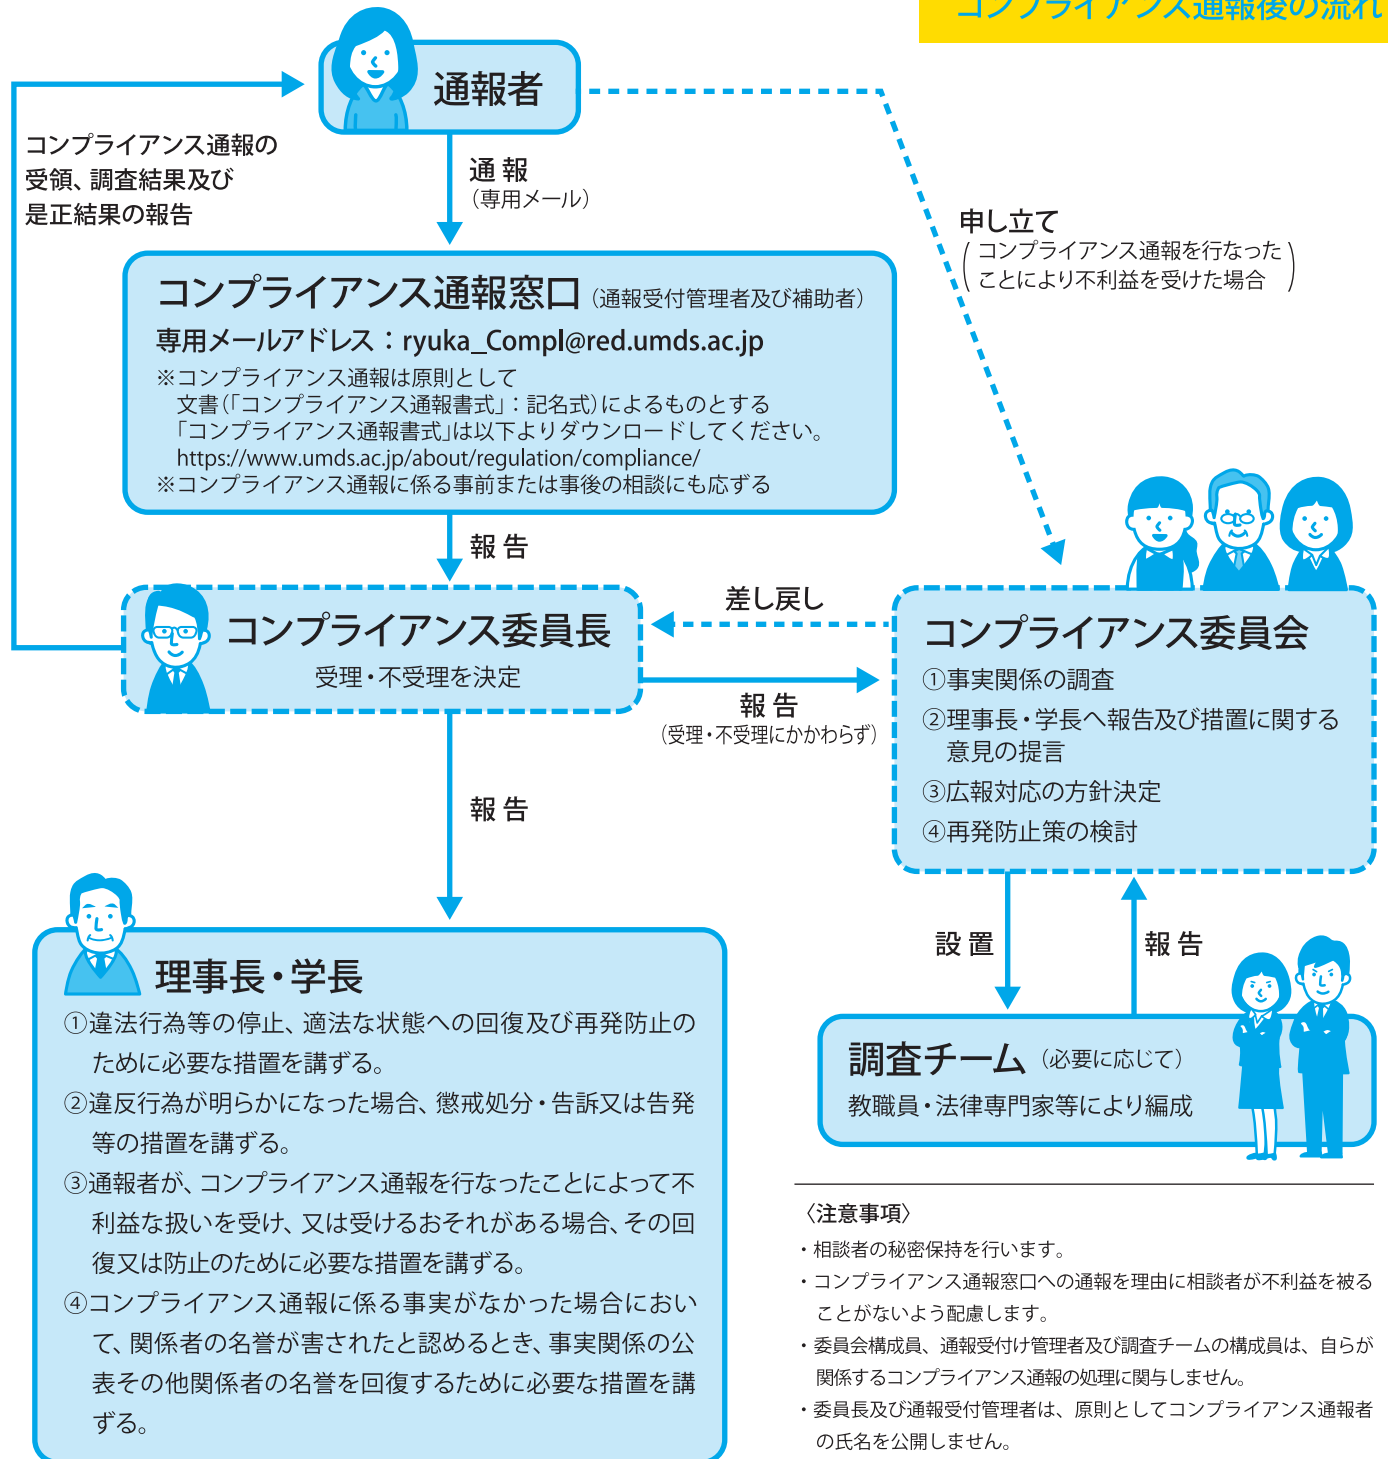 コンプライアンス通報後の流れ
通報者
コンプライアンス通報の
受領、調査結果及び
是正結果の報告
通 報
（専用メール）
申し立て
（コンプライアンス通報を行なった
ことにより不利益を受けた場合）
コンプライアンス通報窓口（通報受付管理者及び補助者）
専用メールアドレス：ryuka_Compl@red.umds.ac.jp
※コンプライアンス通報は原則として
文書（「コンプライアンス通報書式」：記名式）によるものとする
「コンプライアンス通報書式」は以下よりダウンロードしてください。
https://www.umds.ac.jp/about/regulation/compliance/
※コンプライアンス通報に係る事前または事後の相談にも応ずる
報 告
コンプライアンス委員長
受理・不受理を決定
差し戻し
報 告
（受理・不受理にかかわらず）
コンプライアンス委員会
①事実関係の調査
②理事長・学長へ報告及び措置に関する
意見の提言
③広報対応の方針決定
④再発防止策の検討
報 告
設 置
報 告
理事長・学長
①違法行為等の停止、適法な状態への回復及び再発防止の
ために必要な措置を講ずる。
②違反行為が明らかになった場合、懲戒処分・告訴又は告発
等の措置を講ずる。
③通報者が、コンプライアンス通報を行なったことによって不
利益な扱いを受け、又は受けるおそれがある場合、その回
復又は防止のために必要な措置を講ずる。
④コンプライアンス通報に係る事実がなかった場合におい
て、関係者の名誉が害されたと認めるとき、事実関係の公
表その他関係者の名誉を回復するために必要な措置を講
ずる。
調査チーム（必要に応じて）
教職員・法律専門家等により編成
〈注意事項〉
・相談者の秘密保持を行います。
・コンプライアンス通報窓口への通報を理由に相談者が不利益を被る
ことがないよう配慮します。
・委員会構成員、通報受付け管理者及び調査チームの構成員は、自らが
関係するコンプライアンス通報の処理に関与しません。
・委員長及び通報受付管理者は、原則としてコンプライアンス通報者
の氏名を公開しません。